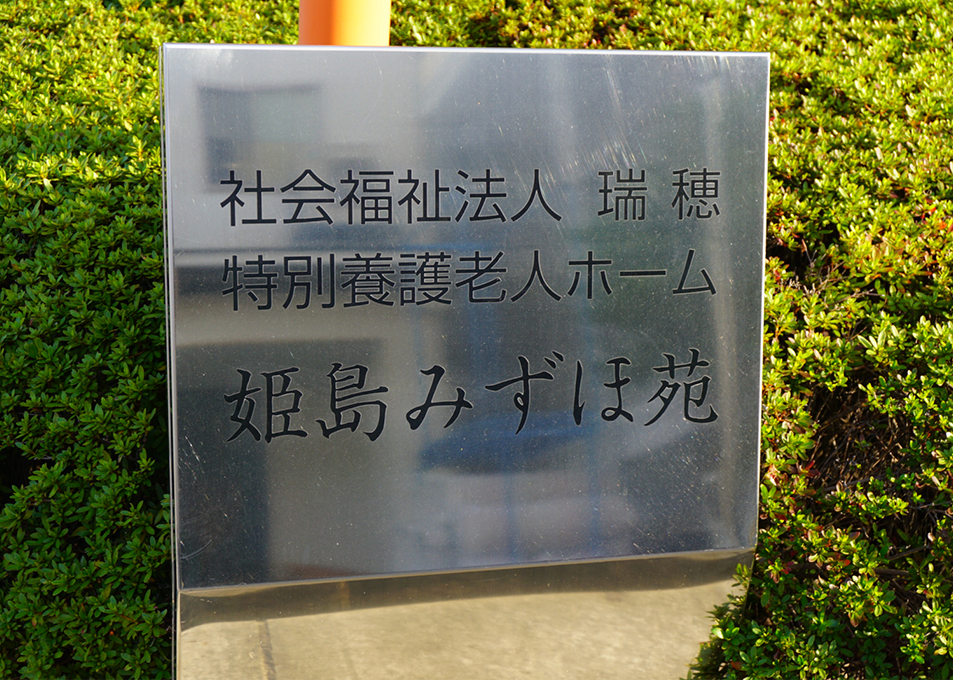 社会福祉法人 瑞穂
特別養護老人ホーム
姫島みずほ苑